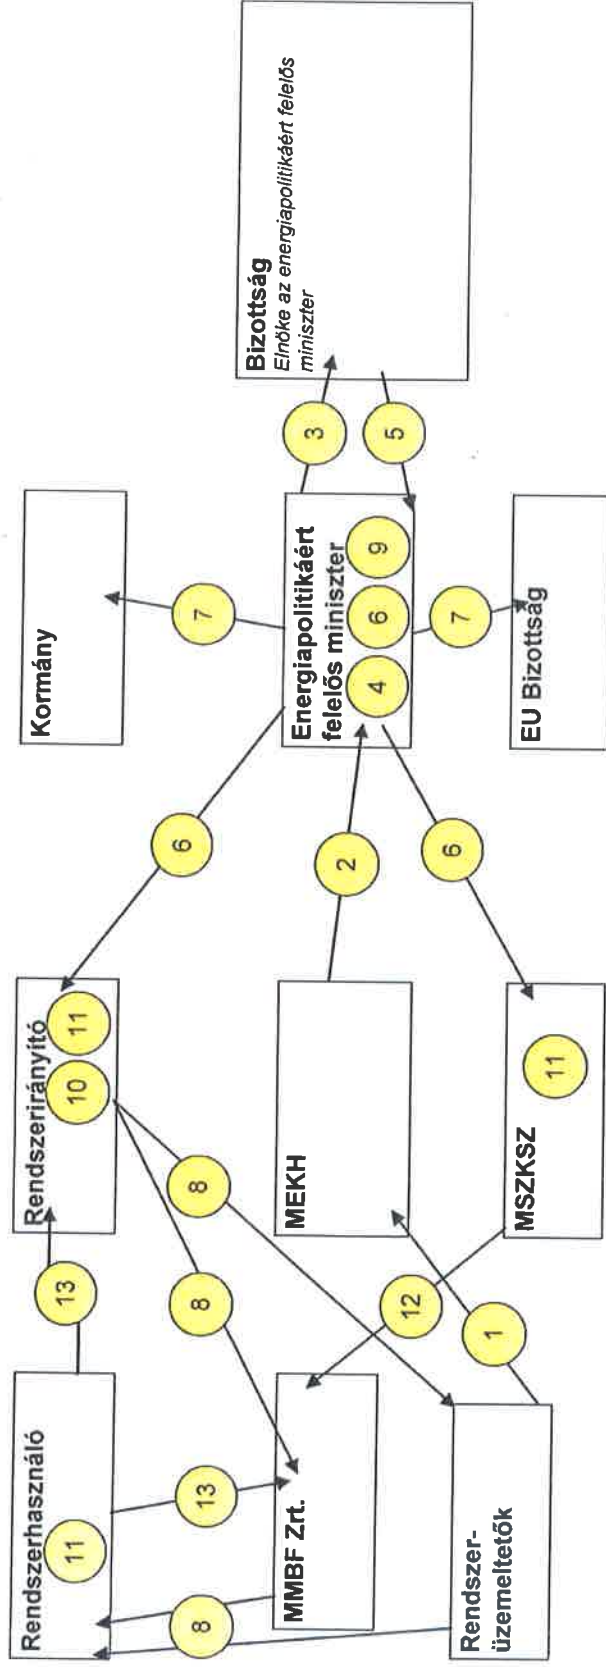 Rendszerhasználó
11
13
Rendszerirányító
10 11
Kormány
8
13
8
8
6
7
MMBF Zrt.
MEKH
2
Energiapolitikáért
felelős miniszter
4 6 9
3
5
Bizottság
Elnöke az energiapolitikáért felelős
miniszter
12
1
6
7
Rendszer-
üzemeltetők
MSZKSZ
11
EU Bizottság